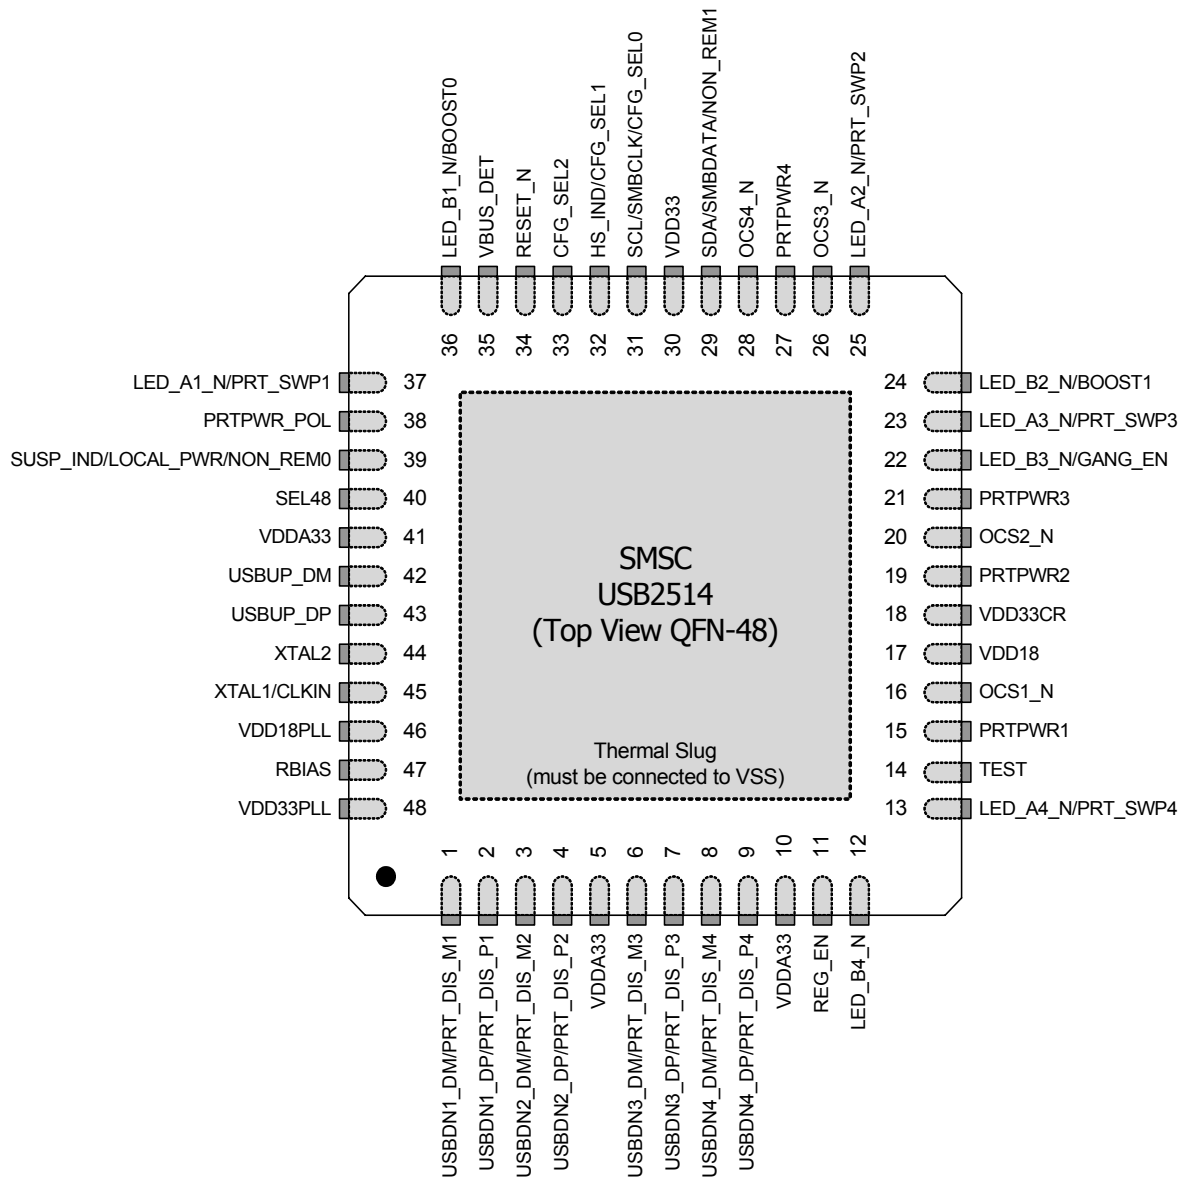 LED_B1_N/BOOST0
VBUS_DET
RESET_N
CFG_SEL2
HS_IND/CFG_SEL1
SCL/SMBCLK/CFG_SEL0
VDD33
SDA/SMBDATA/NON_REM1
OCS4_N
PRTPWR4
OCS3_N
LED_A2_N/PRT_SWP2
36
35
34
33
32
31
30
29
28
27
26
25
LED_A1_N/PRT_SWP1 37
PRTPWR_POL 38
SUSP_IND/LOCAL_PWR/NON_REM0 39
SEL48 40
VDDA33 41
USBUP_DM 42
USBUP_DP 43
XTAL2 44
XTAL1/CLKIN 45
VDD18PLL 46
RBIAS 47
VDD33PLL 48
SMSC
USB2514
(Top View QFN-48)
Thermal Slug
(must be connected to VSS)
24 LED_B2_N/BOOST1
23 LED_A3_N/PRT_SWP3
22 LED_B3_N/GANG_EN
21 PRTPWR3
20 OCS2_N
19 PRTPWR2
18 VDD33CR
17 VDD18
16 OCS1_N
15 PRTPWR1
14 TEST
13 LED_A4_N/PRT_SWP4
1
2
3
4
5
6
7
8
9
10
11
12
USBDN1_DM/PRT_DIS_M1
USBDN1_DP/PRT_DIS_P1
USBDN2_DM/PRT_DIS_M2
USBDN2_DP/PRT_DIS_P2
VDDA33
USBDN3_DM/PRT_DIS_M3
USBDN3_DP/PRT_DIS_P3
USBDN4_DM/PRT_DIS_M4
USBDN4_DP/PRT_DIS_P4
VDDA33
REG_EN
LED_B4_N